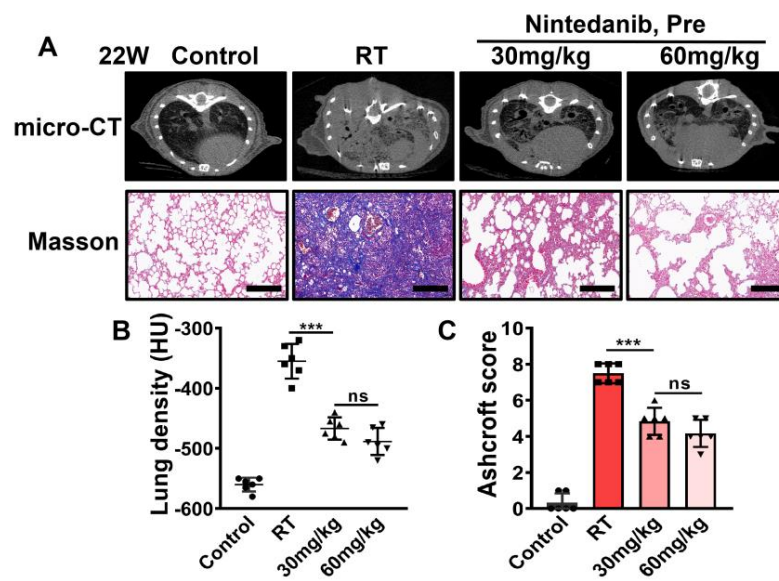 Nintedanib, Pre
A
22W Control RT 30mg/kg 60mg/kg
micro-CT
Masson
B
Lung density (HU)
-300
-400
-500
-600
***
ns
Control
RT
30mg/kg
60mg/kg
C
Ashcroft score
10
8
6
4
2
0
***
ns
Control
RT
30mg/kg
60mg/kg